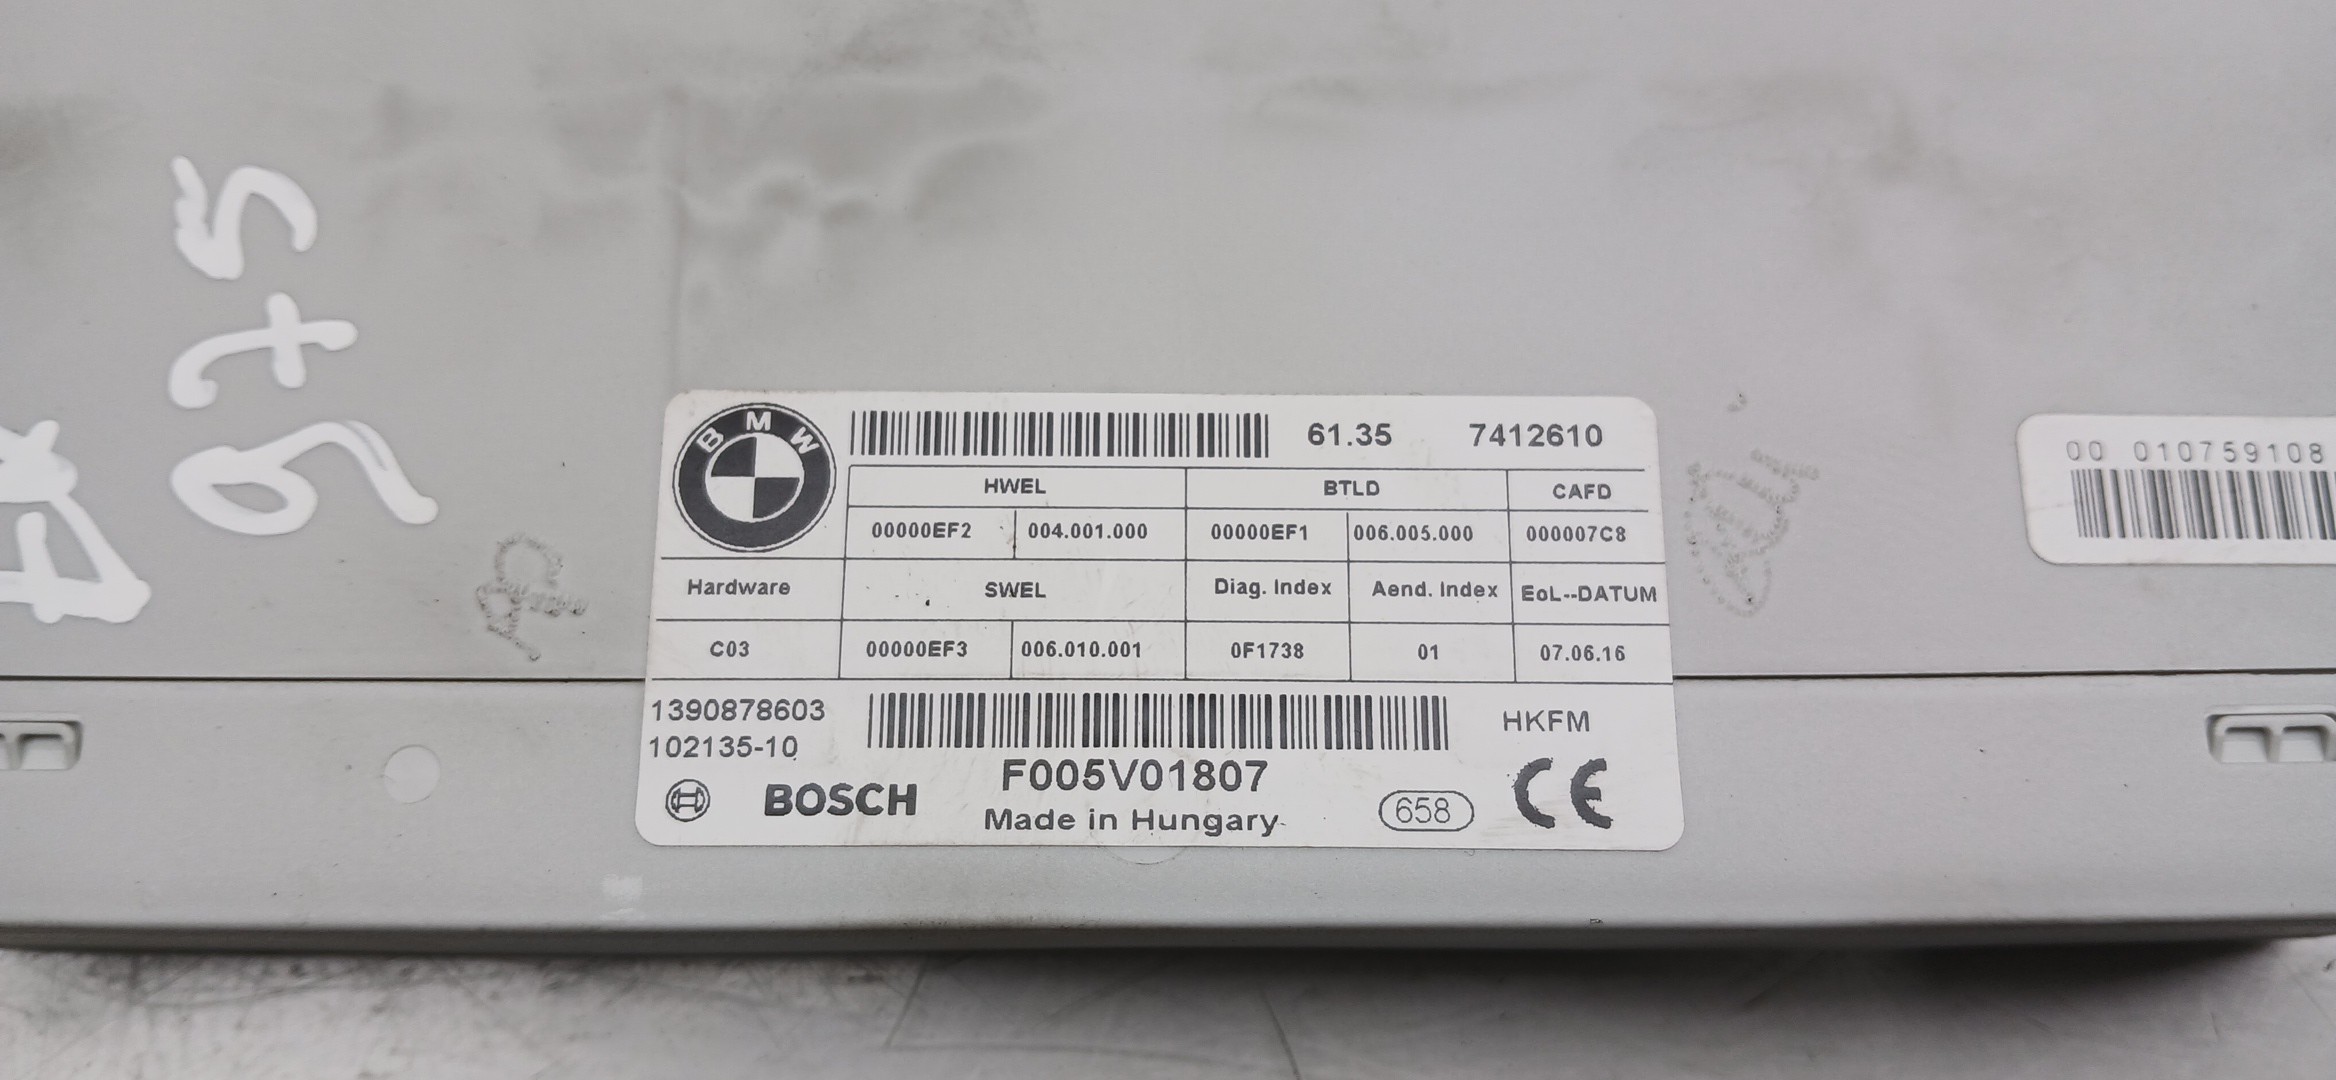 975
BMW
61.35 7412610
HWEL BTLD CAFD
00000EF2 004.001.000 00000EF1 006.005.000 000007C8
Hardware SWEL Diag. Index Aend. Index EoL--DATUM
C03 00000EF3 006.010.001 0F1738 01 07.06.16
1390878603 HKFM
102135-10
F005V01807
BOSCH Made in Hungary 658 CE
00 010759108